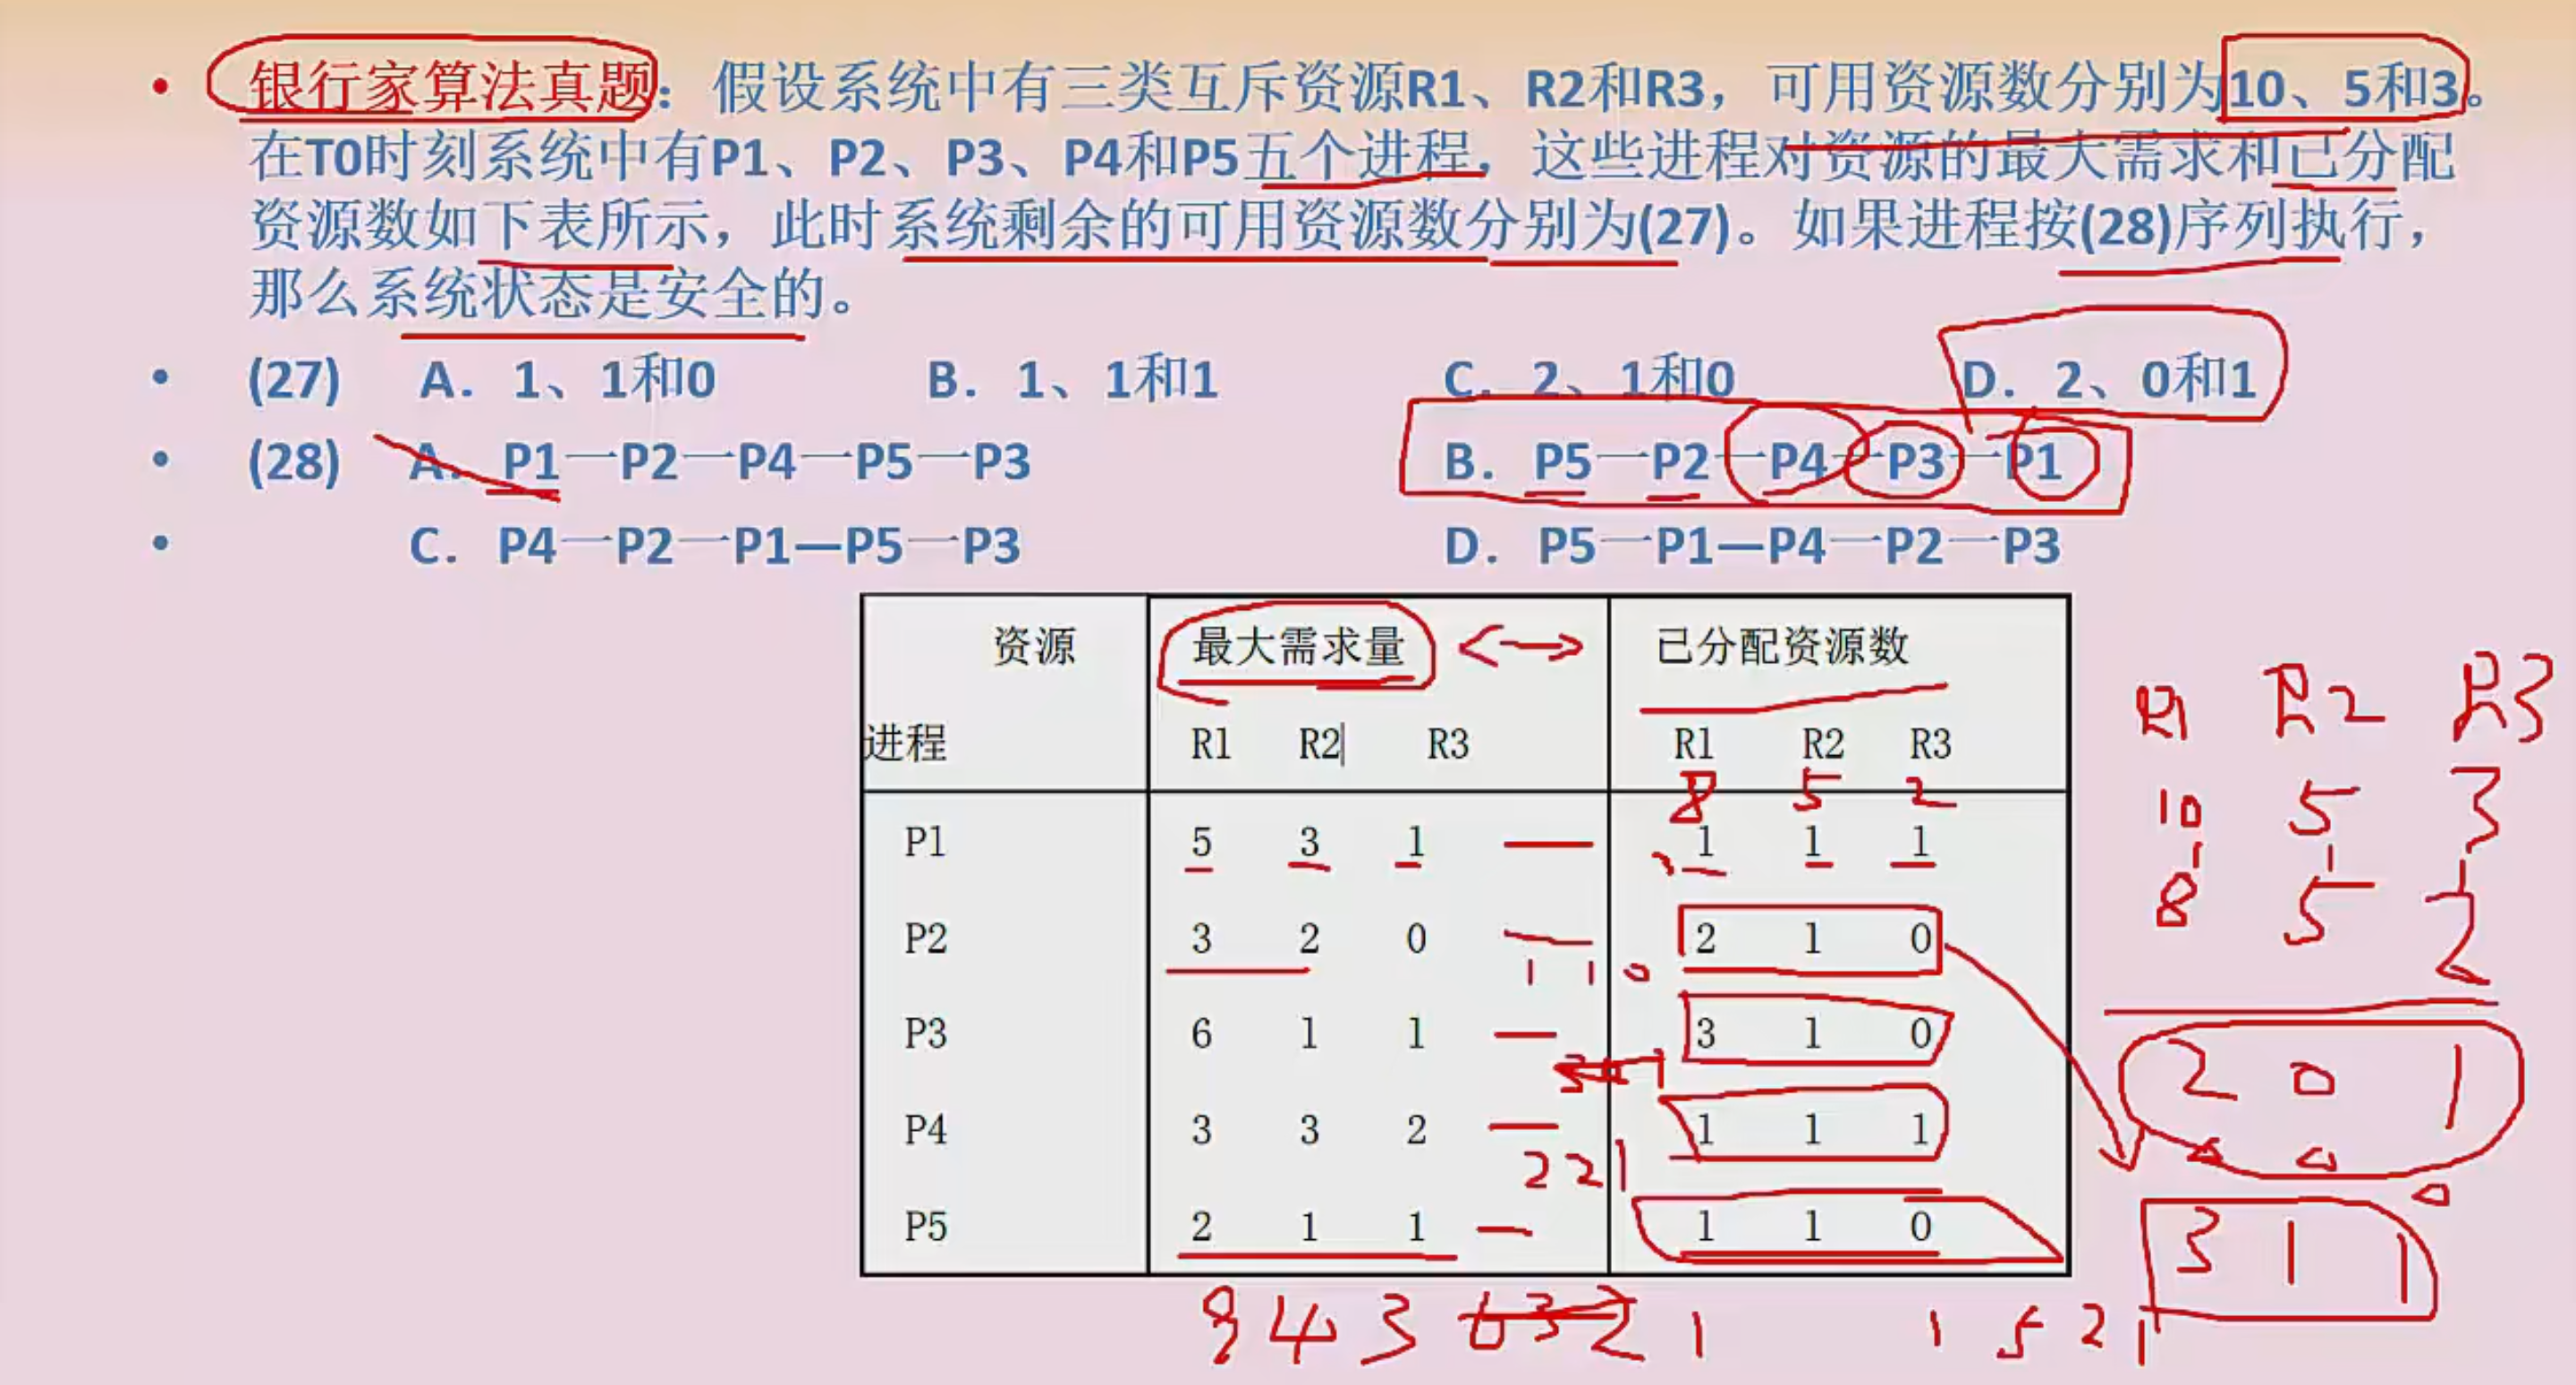 • 银行家算法真题：假设系统中有三类互斥资源R1、R2和R3，可用资源数分别为10、5和3。
在T0时刻系统中有P1、P2、P3、P4和P5五个进程，这些进程对资源的最大需求和已分配
资源数如下表所示，此时系统剩余的可用资源数分别为(27)。如果进程按(28)序列执行，
那么系统状态是安全的。
• (27) A. 1、1和0 B. 1、1和1 C. 2、1和0 D. 2、0和1
• (28) A. P1—P2—P4—P5—P3 B. P5—P2—P4—P3—P1
• C. P4—P2—P1—P5—P3 D. P5—P1—P4—P2—P3
资源 最大需求量 已分配资源数
进程 R1 R2 R3 R1 R2 R3
8 5 2
P1 5 3 1 1 1 1
P2 3 2 0 2 1 0
1 1 0
P3 6 1 1 3 1 0
P4 3 3 2 1 1 1
2 2 1
P5 2 1 1 1 1 0
R1 R2 R3
10 5 3
8 5 2
2 0 1
3 1 1
9 4 3 6 3 2 1 1 5 2 1